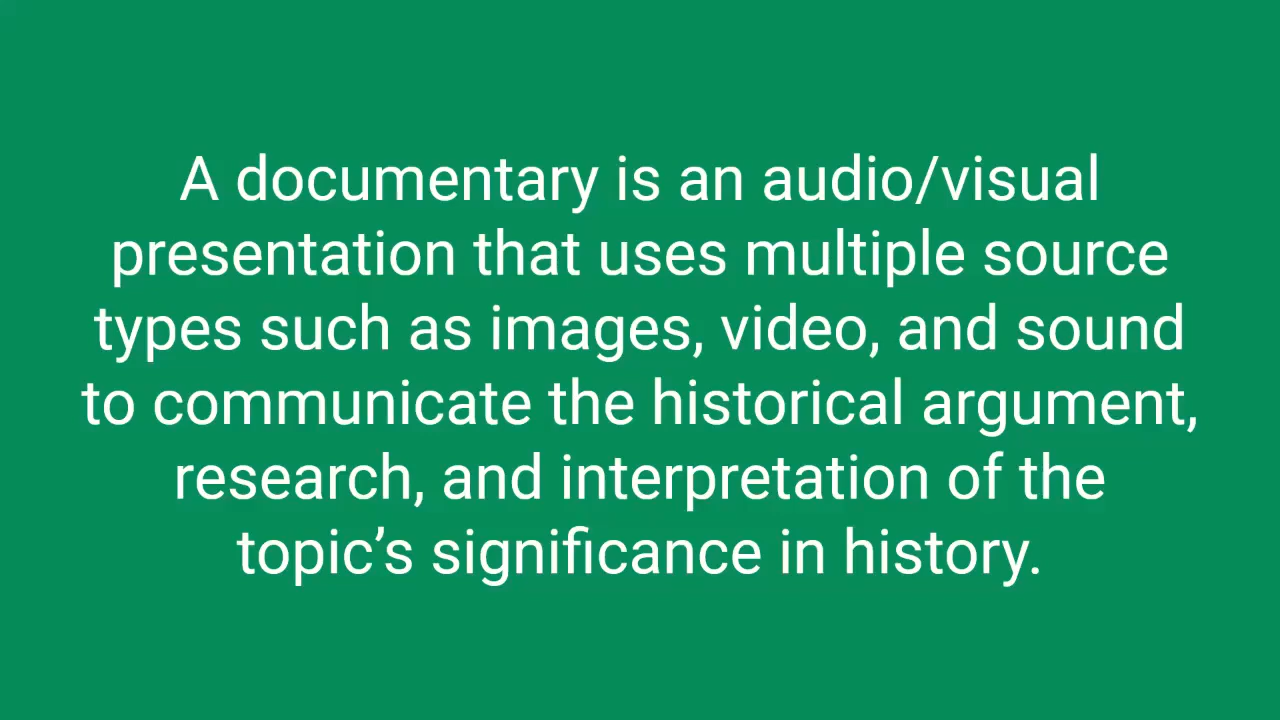 A documentary is an audio/visual
presentation that uses multiple source
types such as images, video, and sound
to communicate the historical argument,
research, and interpretation of the
topic’s significance in history.